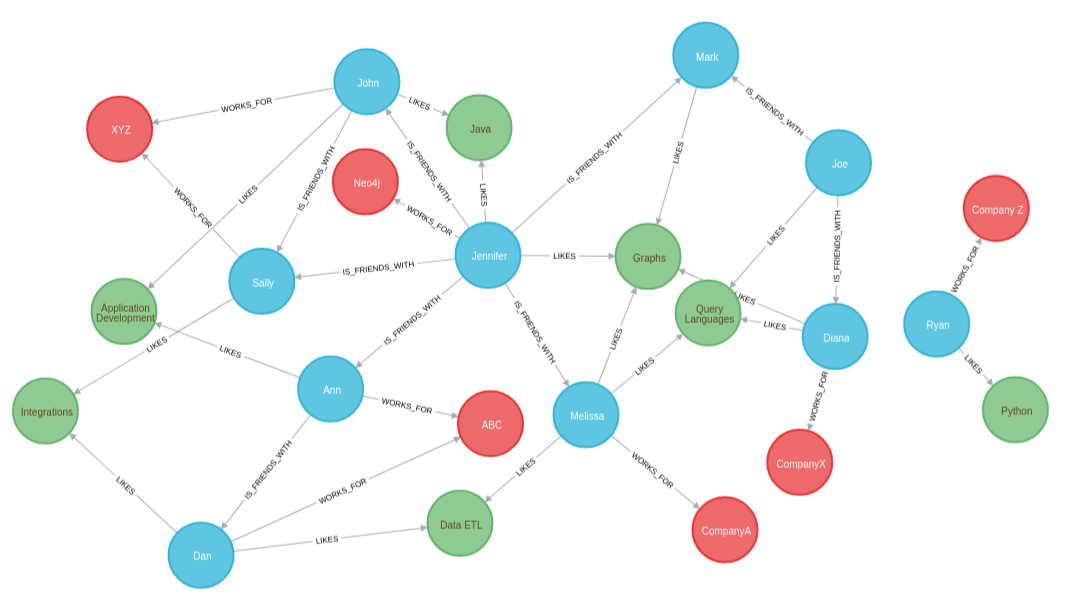 Mark
John
WORKS_FOR
LIKES
IS_FRIENDS_WITH
XYZ
Java
LIKES
Joe
IS_FRIENDS_WITH
IS_FRIENDS_WITH
IS_FRIENDS_WITH
Neo4j
LIKES
LIKES
WORKS_FOR
WORKS_FOR
Company Z
LIKES
IS_FRIENDS_WITH
Jennifer
LIKES
Graphs
IS_FRIENDS_WITH
Sally
WORKS_FOR
LIKES
Application
Development
Query
Languages
IS_FRIENDS_WITH
IS_FRIENDS_WITH
LIKES
Ryan
Diana
LIKES
LIKES
LIKES
LIKES
LIKES
Ann
WORKS_FOR
WORKS_FOR
Integrations
Python
Melissa
ABC
IS_FRIENDS_WITH
LIKES
WORKS_FOR
CompanyX
LIKES
WORKS_FOR
Data ETL
CompanyA
LIKES
Dan